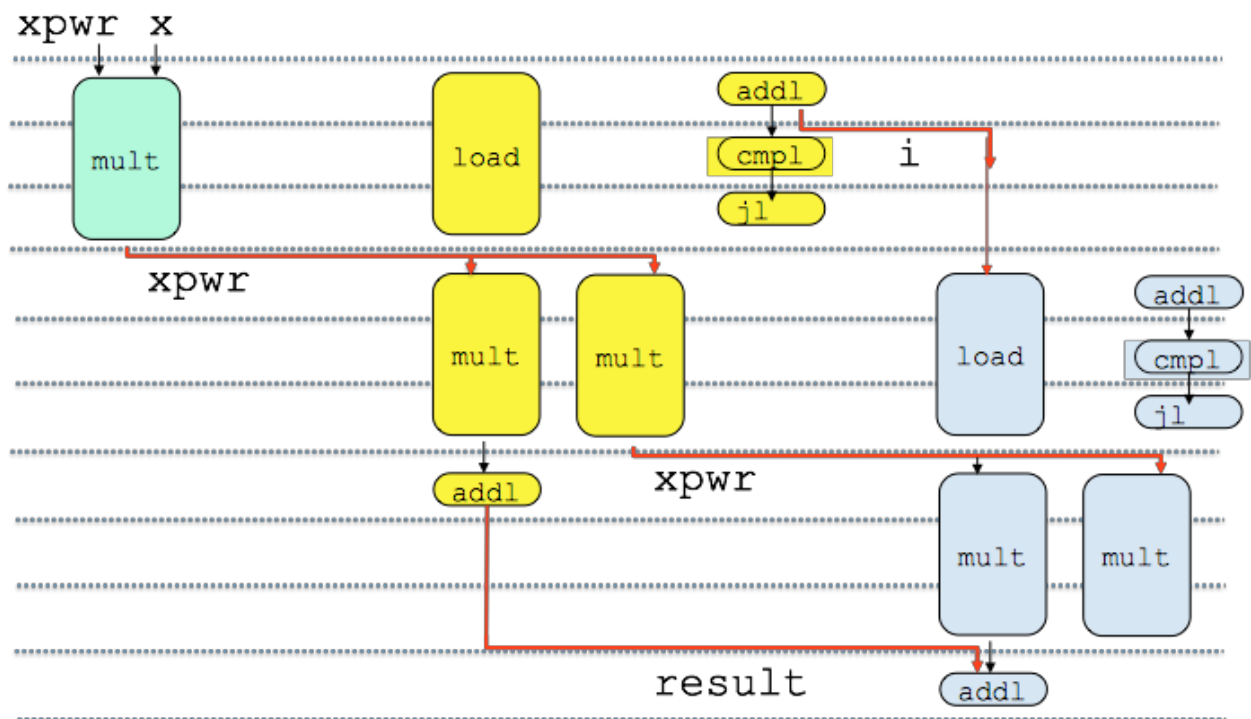 xpwr x
addl
mult load cmpl i
jl
xpwr
addl
mult mult load cmpl
jl
addl xpwr
mult mult
result addl